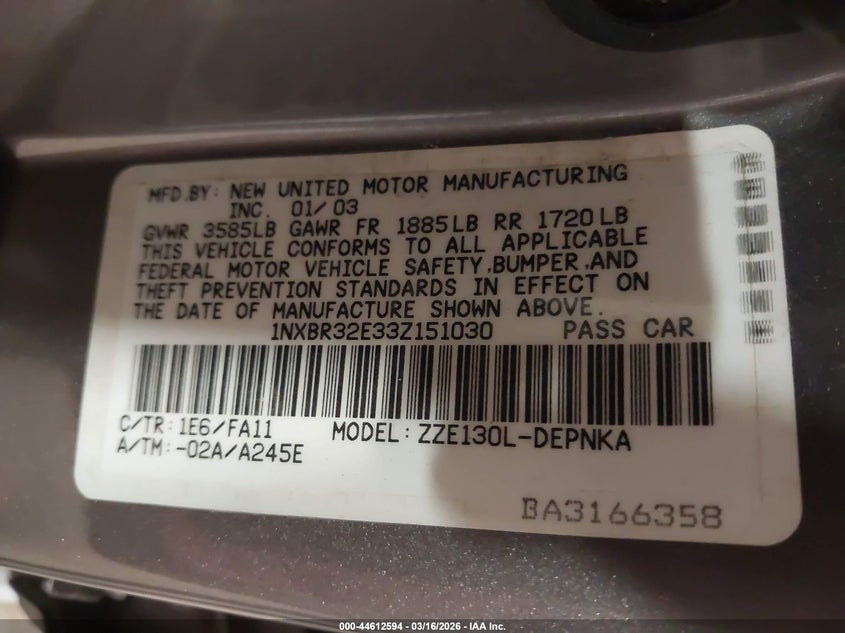 MFD.BY: NEW UNITED MOTOR MANUFACTURING
INC. 01/03
GVWR 3585LB GAWR FR 1885LB RR 1720LB
THIS VEHICLE CONFORMS TO ALL APPLICABLE
FEDERAL MOTOR VEHICLE SAFETY,BUMPER,AND
THEFT PREVENTION STANDARDS IN EFFECT ON
THE DATE OF MANUFACTURE SHOWN ABOVE.
1NXBR32E33Z151030 PASS CAR
C/TR:1E6/FA11 MODEL:ZZE130L-DEPNKA
A/TM:-02A/A245E
BA3166358
000-44612594 - 03/16/2026 - IAA Inc.